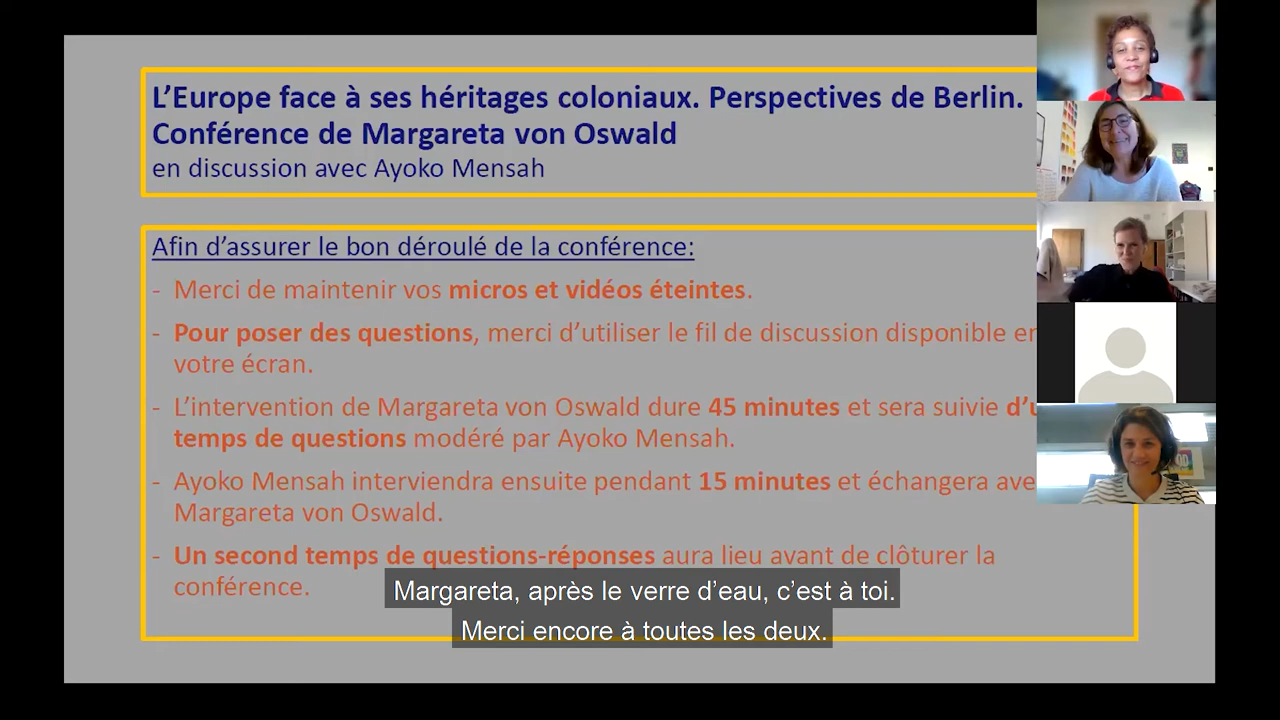 L’Europe face à ses héritages coloniaux. Perspectives de Berlin.
Conférence de Margareta von Oswald
en discussion avec Ayoko Mensah
Afin d’assurer le bon déroulé de la conférence:
- Merci de maintenir vos micros et vidéos éteintes.
- Pour poser des questions, merci d’utiliser le fil de discussion disponible
votre écran.
- L’intervention de Margareta von Oswald dure 45 minutes et sera suivie
temps de questions modéré par Ayoko Mensah.
- Ayoko Mensah interviendra ensuite pendant 15 minutes et échangera
Margareta von Oswald.
- Un second temps de questions-réponses aura lieu avant de clôturer la
conférence.
Margareta, après le verre d’eau, c’est à toi.
Merci encore à toutes les deux.